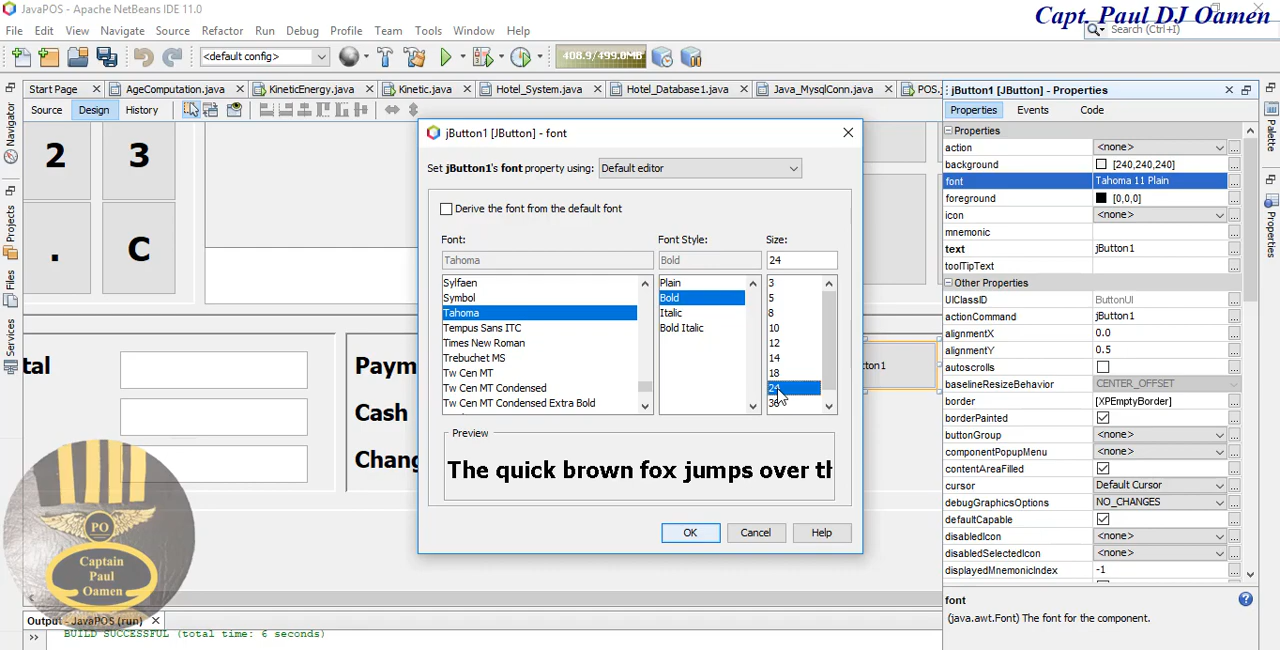 JavaPOS - Apache NetBeans IDE 11.0
Capt. Paul DJ Oamen
File Edit View Navigate Source Refactor Run Debug Profile Team Tools Window Help
Search (Ctrl+I)
<default config>
408.9/499.0MB
Start Page
AgeComputation.java
KineticEnergy.java
Kinetic.java
Hotel_System.java
Hotel_Database1.java
Java_MysqlConn.java
POS.
jButton1 [JButton] - Properties
Source Design History
Properties Events Code
Navigator
Projects
Files
Services
Palette
Properties
2 3
. C
tal
Paym
Cash
Chang
ton1
jButton1 [JButton] - font
Set jButton1's font property using: Default editor
Derive the font from the default font
Font: Font Style: Size:
Tahoma Bold 24
Sylfaen
Symbol
Tahoma
Tempus Sans ITC
Times New Roman
Trebuchet MS
Tw Cen MT
Tw Cen MT Condensed
Tw Cen MT Condensed Extra Bold
Plain
Bold
Italic
Bold Italic
3
5
8
10
12
14
18
24
36
Preview
The quick brown fox jumps over th
OK Cancel Help
Properties
action <none>
background [240,240,240]
font Tahoma 11 Plain
foreground [0,0,0]
icon <none>
mnemonic
text jButton1
toolTipText
Other Properties
UIClassID ButtonUI
actionCommand jButton1
alignmentX 0.0
alignmentY 0.5
autoscrolls
baselineResizeBehavior CENTER_OFFSET
border [XPEmptyBorder]
borderPainted
buttonGroup <none>
componentPopupMenu <none>
contentAreaFilled
cursor Default Cursor
debugGraphicsOptions NO_CHANGES
defaultCapable
disabledIcon <none>
disabledSelectedIcon <none>
displayedMnemonicIndex -1
font
(java.awt.Font) The font for the component.
PO
Captain
Paul
Oamen
Output - JavaPOS (run)
BUILD SUCCESSFUL (total time: 6 seconds)